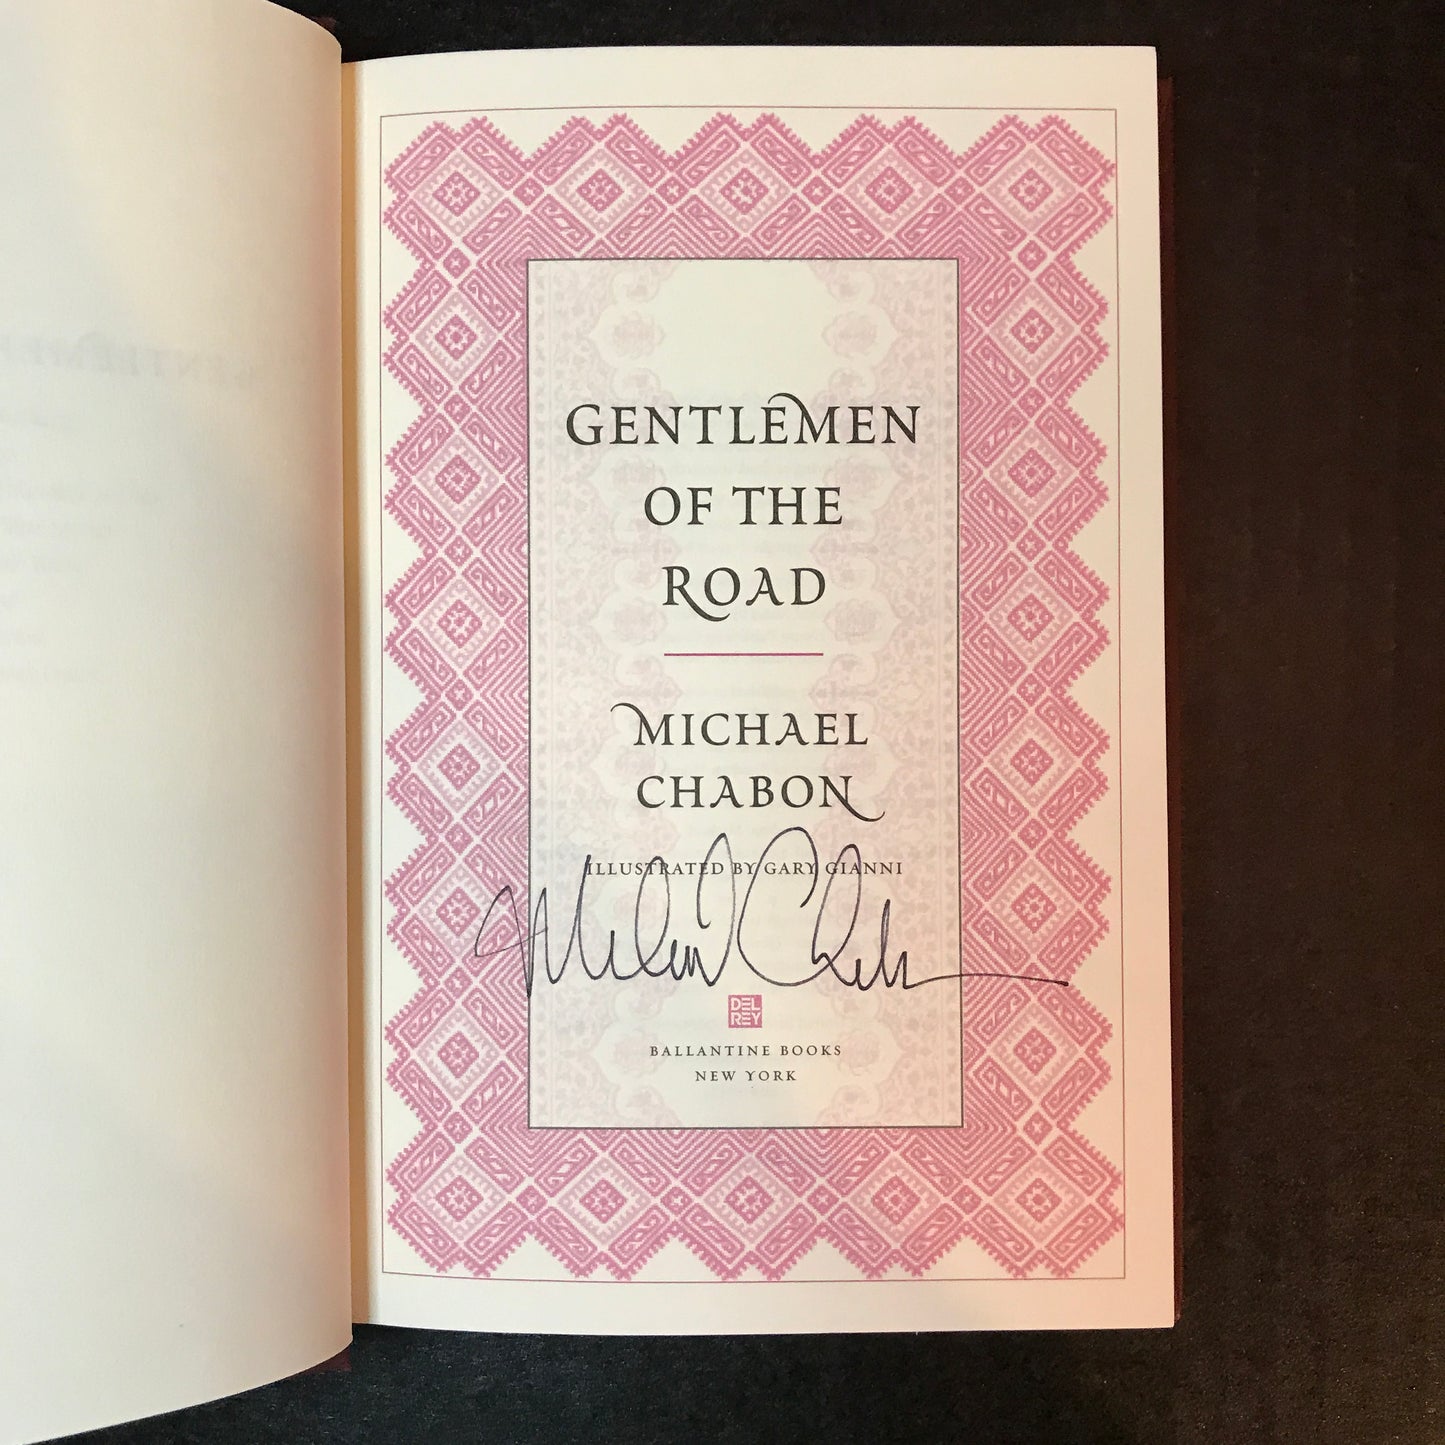 GENTLEMEN
OF THE
ROAD
MICHAEL
CHABON
ILLUSTRATED BY GARY GIANNI
DEL
REY
BALLANTINE BOOKS
NEW YORK